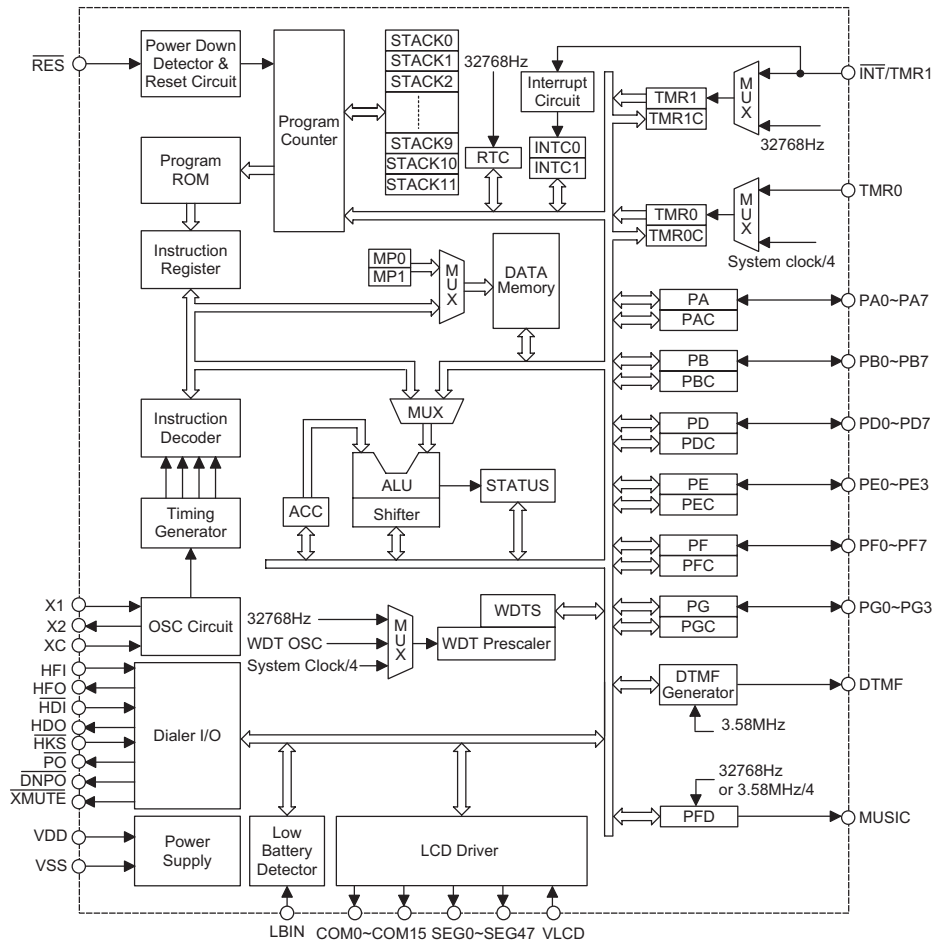 RES
Power Down
Detector &
Reset Circuit
Program
Counter
STACK0
STACK1
STACK2
STACK9
STACK10
STACK11
32768Hz
RTC
Interrupt
Circuit
INTC0
INTC1
TMR1
TMR1C
MUX
INT/TMR1
32768Hz
Program
ROM
TMR0
TMR0C
MUX
TMR0
System clock/4
Instruction
Register
MP0
MP1
MUX
DATA
Memory
PA
PAC
PA0~PA7
PB
PBC
PB0~PB7
MUX
Instruction
Decoder
PD
PDC
PD0~PD7
ALU
Shifter
STATUS
ACC
PE
PEC
PE0~PE3
Timing
Generator
PF
PFC
PF0~PF7
X1
X2
XC
OSC Circuit
32768Hz
WDT OSC
System Clock/4
MUX
WDTS
WDT Prescaler
PG
PGC
PG0~PG3
HFI
HFO
HDI
HDO
HKS
PO
DNPO
XMUTE
Dialer I/O
DTMF
Generator
DTMF
3.58MHz
32768Hz
or 3.58MHz/4
PFD
MUSIC
VDD
VSS
Power
Supply
Low
Battery
Detector
LCD Driver
LBIN
COM0~COM15
SEG0~SEG47
VLCD